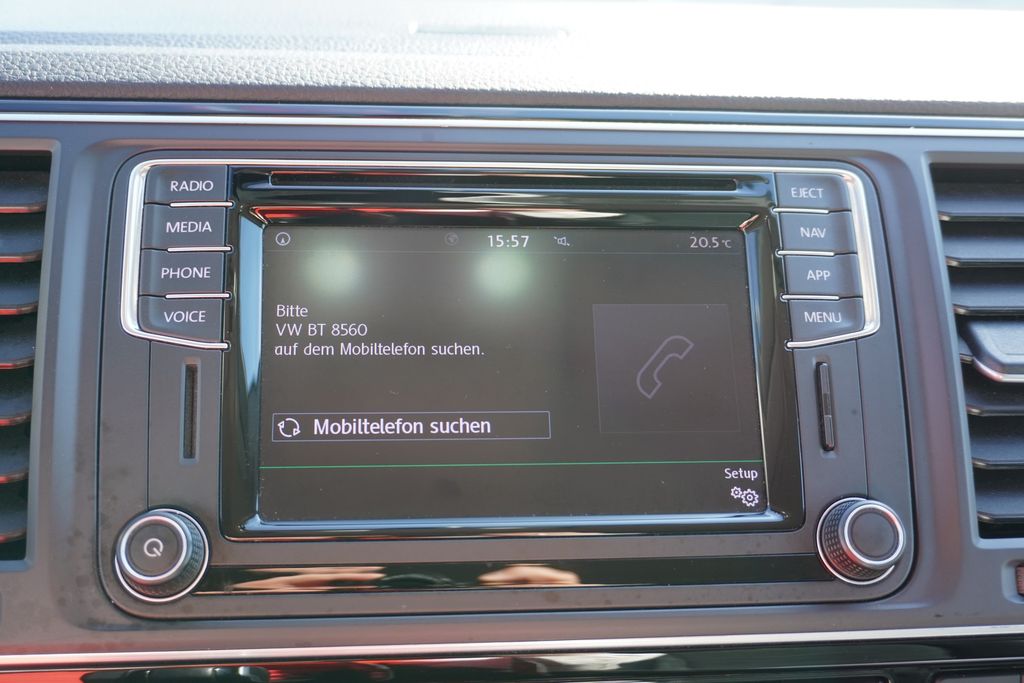 RADIO
MEDIA
PHONE
VOICE
EJECT
NAV
APP
MENU
15:57
20.5°C
Bitte
VW BT 8560
auf dem Mobiltelefon suchen.
Mobiltelefon suchen
Setup